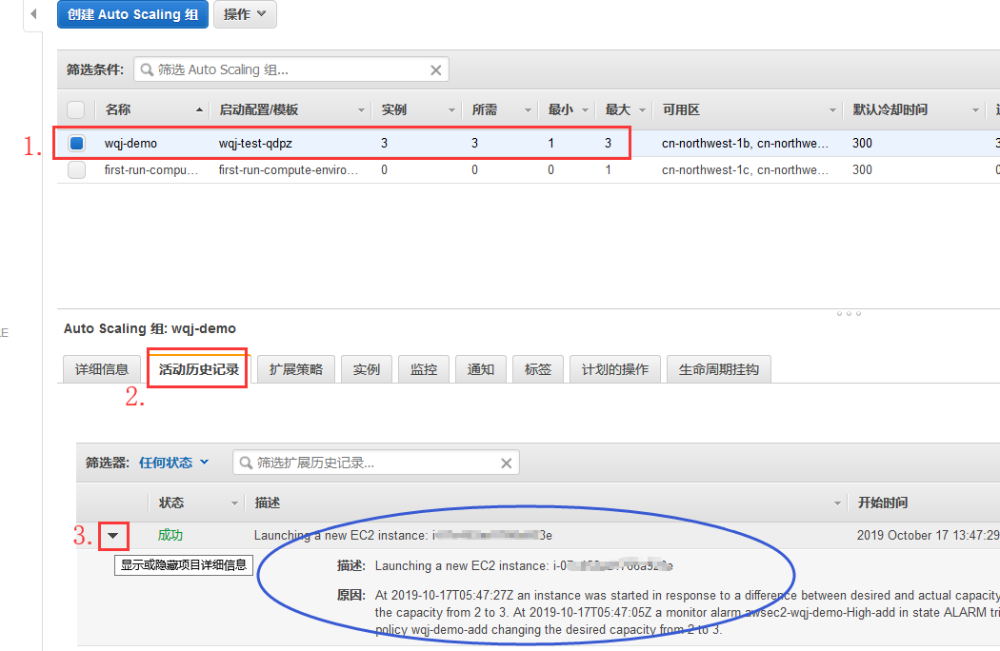 创建 Auto Scaling 组 操作
筛选条件: 筛选 Auto Scaling 组...
名称 启动配置/模板 实例 所需 最小 最大 可用区 默认冷却时间
1. wqj-demo wqj-test-qdpz 3 3 1 3 cn-northwest-1b, cn-northwe... 300
first-run-compu... first-run-compute-enviro... 0 0 0 1 cn-northwest-1c, cn-northwe... 300
Auto Scaling 组: wqj-demo
详细信息 活动历史记录 扩展策略 实例 监控 通知 标签 计划的操作 生命周期挂钩
2.
筛选器: 任何状态 筛选扩展历史记录...
状态 描述 开始时间
3. 成功 Launching a new EC2 instance: 2019 October 17 13:47:29
显示或隐藏项目详细信息 描述: Launching a new EC2 instance:
原因: At 2019-10-17T05:47:27Z an instance was started in response to a difference between desired and actual capacity
the capacity from 2 to 3. At 2019-10-17T05:47:05Z a monitor alarm awsec2-wqj-demo-High-add in state ALARM tri
policy wqj-demo-add changing the desired capacity from 2 to 3.